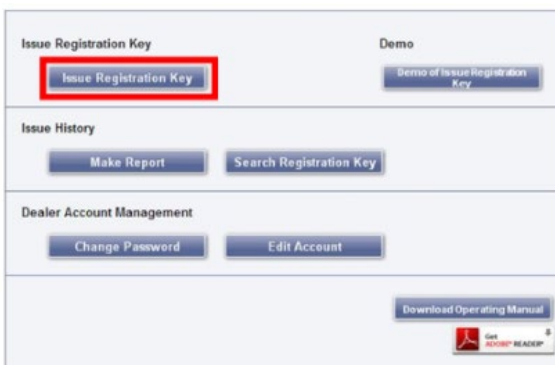 Issue Registration Key Demo
Issue Registration Key
Demo of Issue Registration
Key
Issue History
Make Report Search Registration Key
Dealer Account Management
Change Password Edit Account
Download Operating Manual
Get
ADOBE® READER®